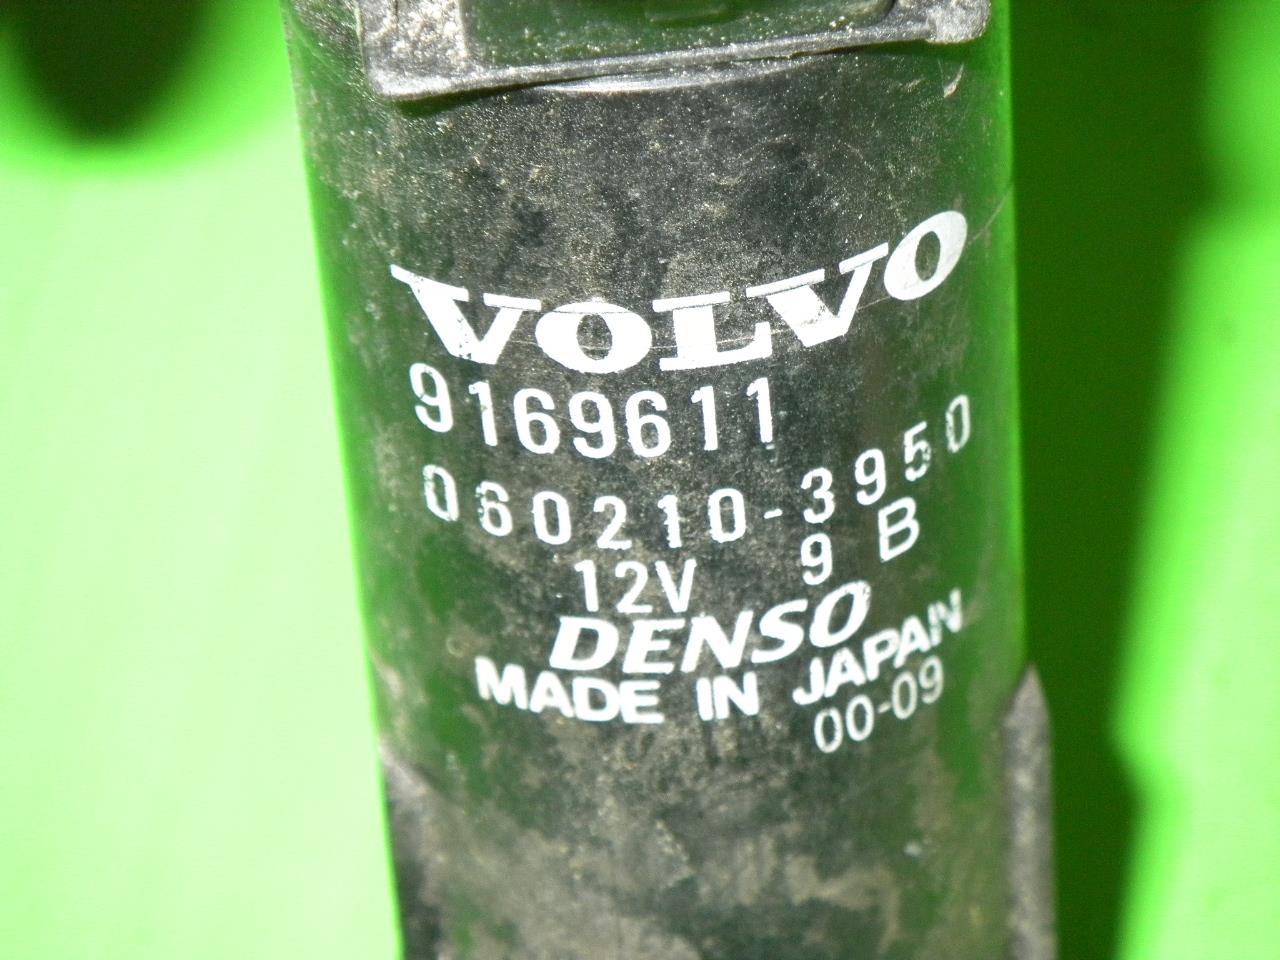 VOLVO
9169611
060210-3950
12V 9 B
DENSO
MADE IN JAPAN
00-09